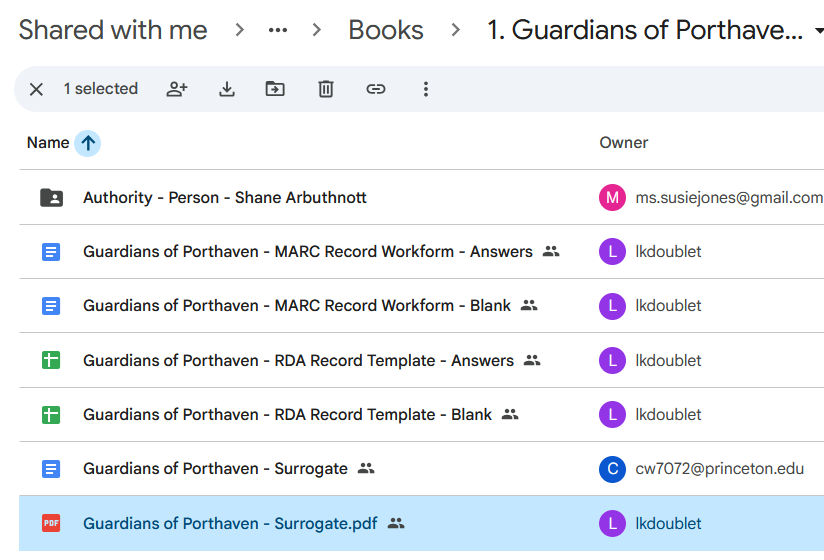 Shared with me > ... > Books > 1. Guardians of Porthave...
1 selected
Name Owner
Authority - Person - Shane Arbuthnott M ms.susiejones@gmail.com
Guardians of Porthaven - MARC Record Workform - Answers L lkdoublet
Guardians of Porthaven - MARC Record Workform - Blank L lkdoublet
Guardians of Porthaven - RDA Record Template - Answers L lkdoublet
Guardians of Porthaven - RDA Record Template - Blank L lkdoublet
Guardians of Porthaven - Surrogate C cw7072@princeton.edu
PDF Guardians of Porthaven - Surrogate.pdf L lkdoublet